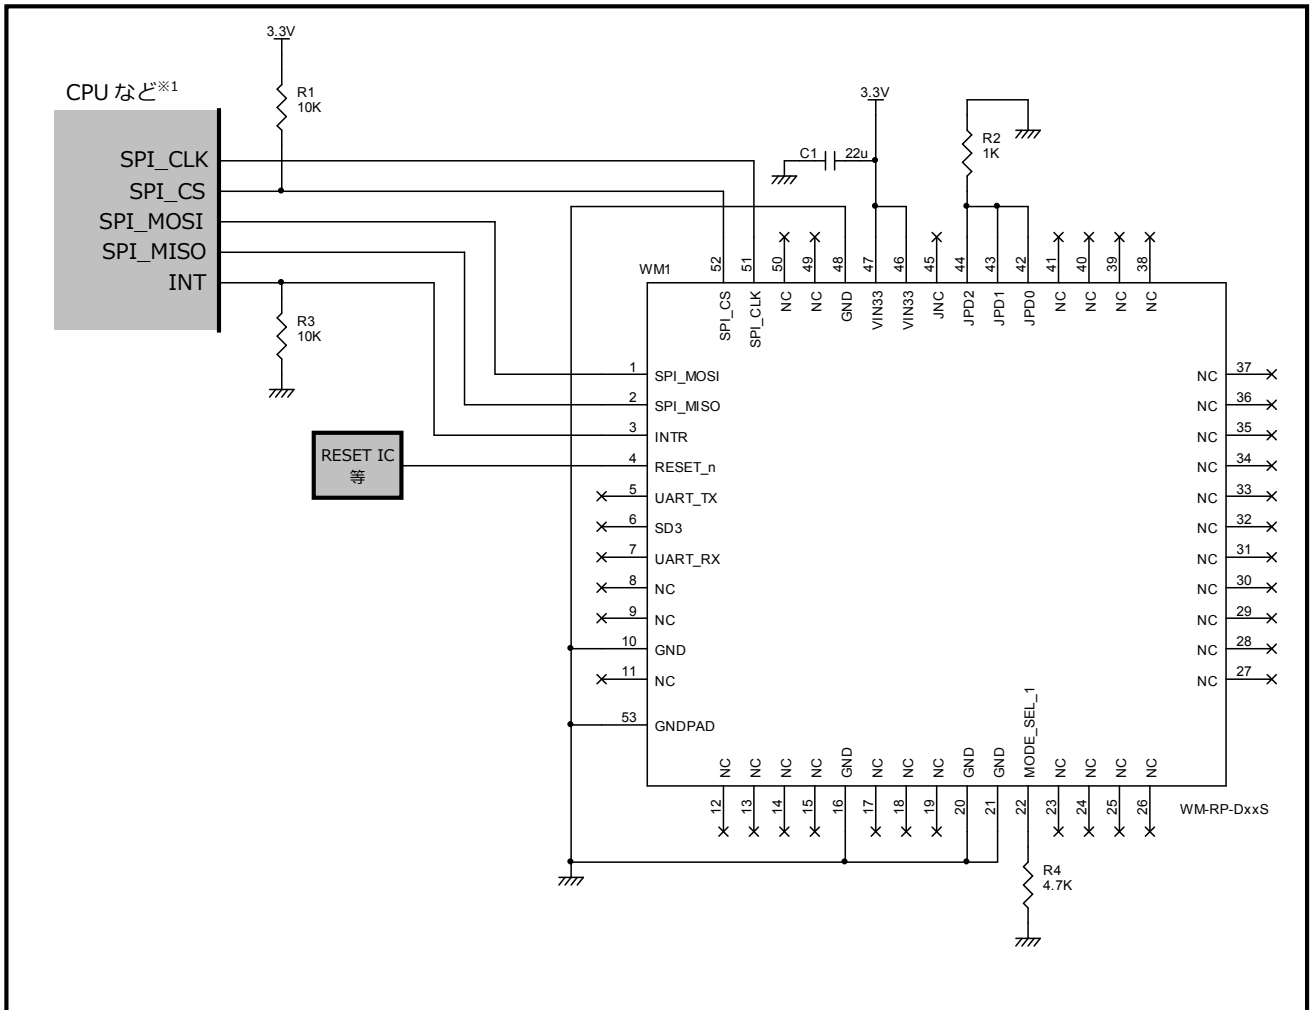 3.3V
CPU など※1
R1
10K
SPI_CLK
SPI_CS
SPI_MOSI
SPI_MISO
INT
R3
10K
RESET IC
等
3.3V
C1
22u
R2
1K
WM1
52
51
50
49
48
47
46
45
44
43
42
41
40
39
38
SPI_CS
SPI_CLK
NC
NC
GND
VIN33
VIN33
JNC
JPD2
JPD1
JPD0
NC
NC
NC
NC
1 SPI_MOSI
2 SPI_MISO
3 INTR
4 RESET_n
5 UART_TX
6 SD3
7 UART_RX
8 NC
9 NC
10 GND
11 NC
53 GNDPAD
NC 37
NC 36
NC 35
NC 34
NC 33
NC 32
NC 31
NC 30
NC 29
NC 28
NC 27
NC
NC
NC
NC
GND
NC
NC
NC
GND
GND
MODE_SEL_1
NC
NC
NC
NC
12
13
14
15
16
17
18
19
20
21
22
23
24
25
26
WM-RP-DxxS
R4
4.7K